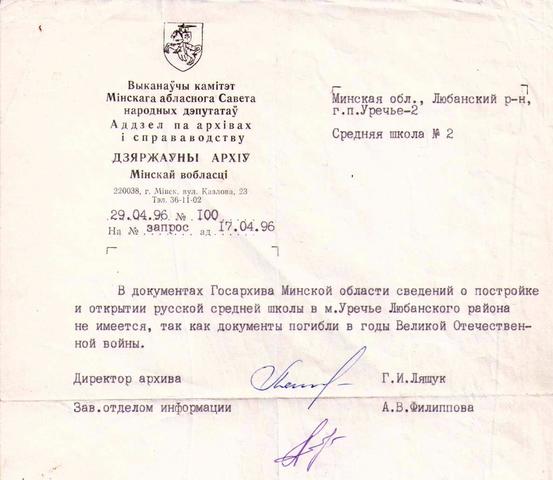 Выканаўчы камітэт
Мінскага абласнога Савета
народных дэпутатаў
Аддзел па архівах
і справаводству
ДЗЯРЖАЎНЫ АРХІЎ
Мінскай вобласці
220038, г. Мінск, вул. Казлова, 23
Тэл. 36-11-02
29.04.96 № 100
На № запрос ад 17.04.96
Минская обл., Любанский р-н,
г.п.Уречье-2
Средняя школа № 2
В документах Госархива Минской области сведений о постройке
и открытии русской средней школы в м.Уречье Любанского района
не имеется, так как документы погибли в годы Великой Отечествен-
ной войны.
Директор архива Г.И.Лящук
Зав.отделом информации А.В.Филиппова